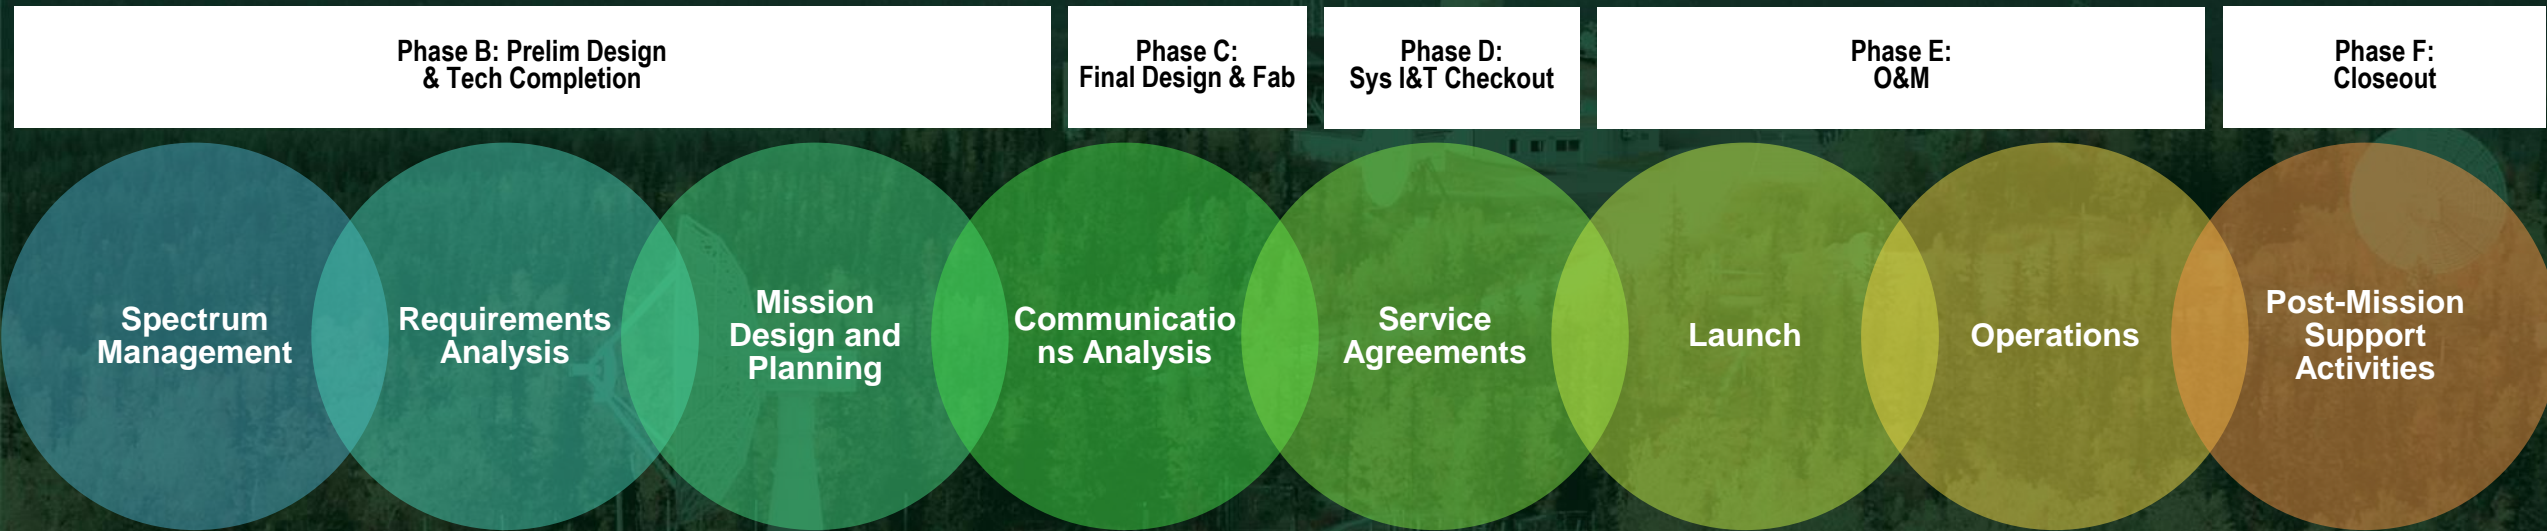 Phase B: Prelim Design
& Tech Completion
Phase C:
Final Design & Fab
Phase D:
Sys I&T Checkout
Phase E:
O&M
Phase F:
Closeout
Spectrum
Management
Requirements
Analysis
Mission
Design and
Planning
Communicatio
ns Analysis
Service
Agreements
Launch
Operations
Post-Mission
Support
Activities